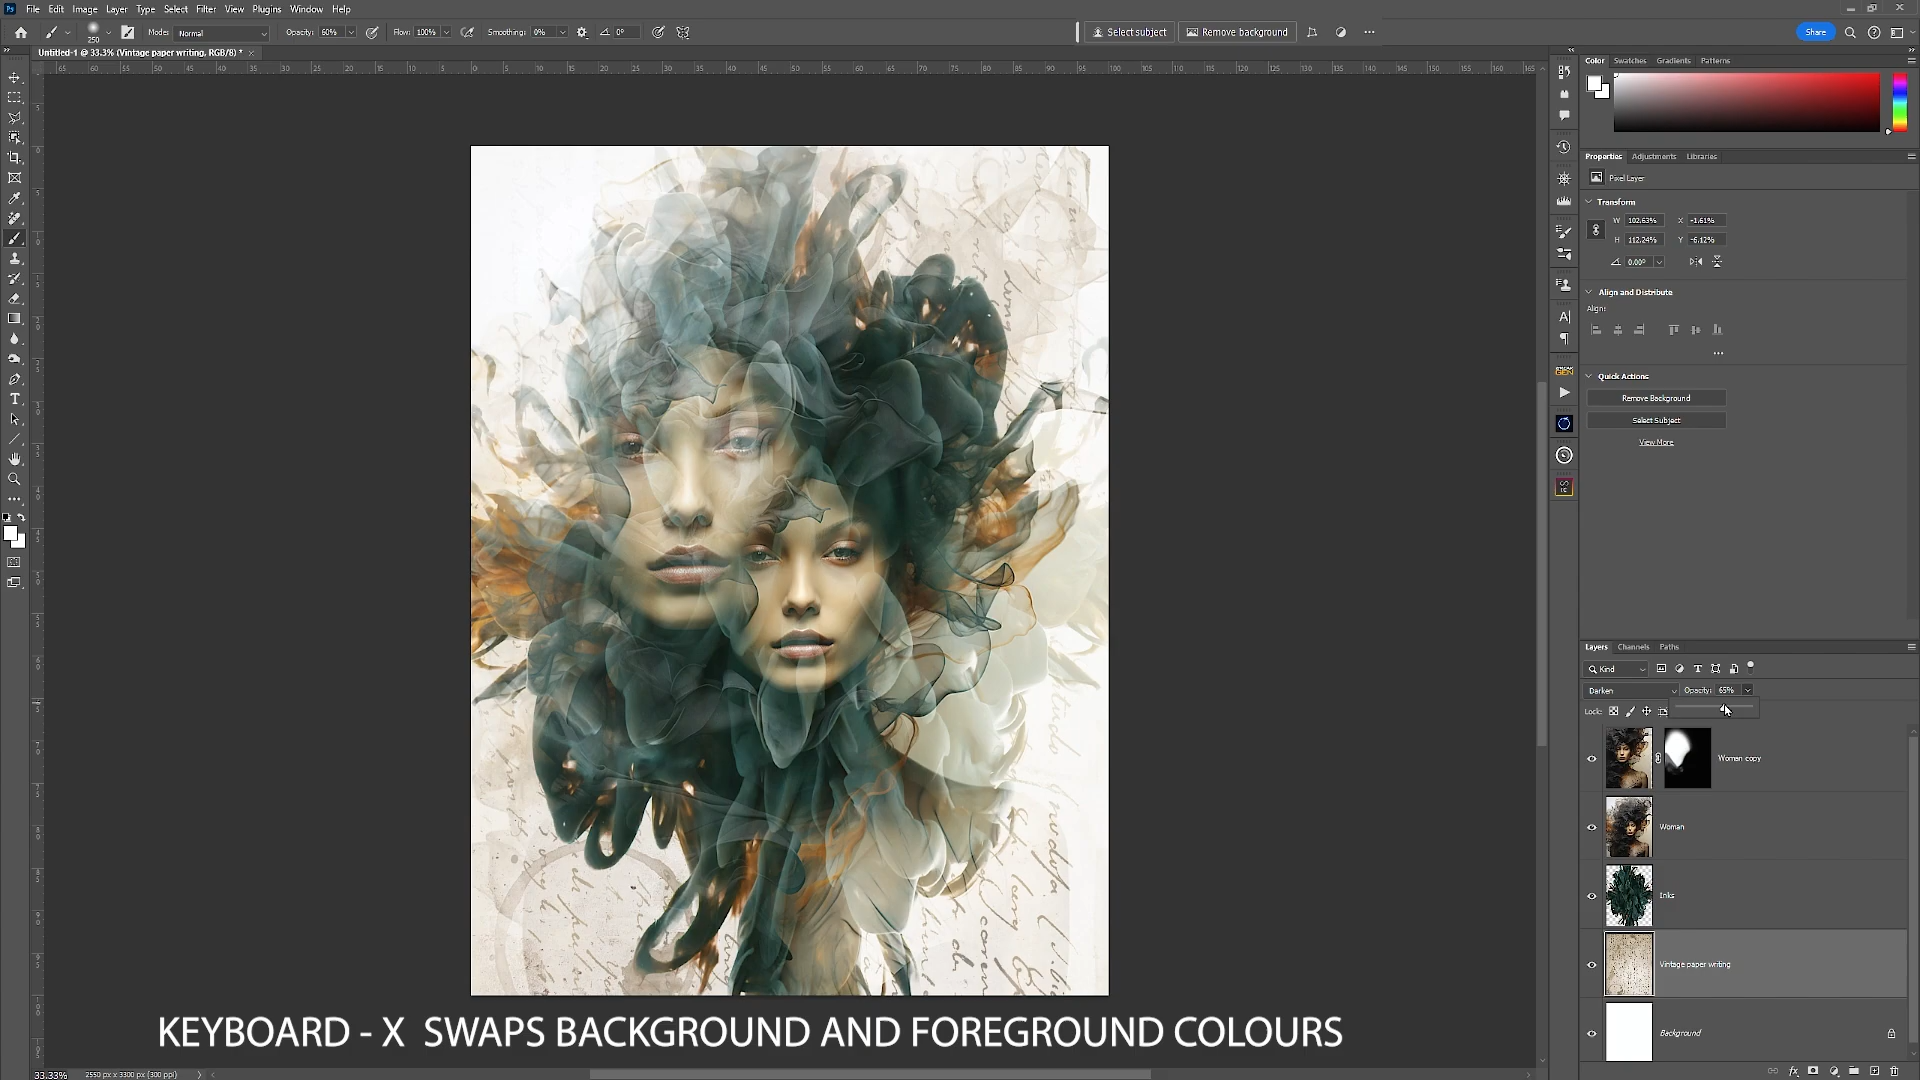 File Edit Image Layer Type Select Filter View Plugins Window Help
250 Mode: Normal Opacity: 60% Flow: 100% Smoothing: 0% 0° Select subject Remove background Share
Untitled-1 @ 33.3% (Vintage paper writing, RGB/8) *
Color Swatches Gradients Patterns
Properties Adjustments Libraries
Pixel Layer
Transform
W 102.63% X -1.61%
H 112.24% Y -6.12%
0.00°
Align and Distribute
Align:
Quick Actions
Remove Background
Select Subject
View More
Layers Channels Paths
Kind
Darken Opacity: 65%
Lock:
Women copy
Woman
Inks
Vintage paper writing
Background
KEYBOARD - X SWAPS BACKGROUND AND FOREGROUND COLOURS
33.33% 2550 px x 3300 px (300 ppi)